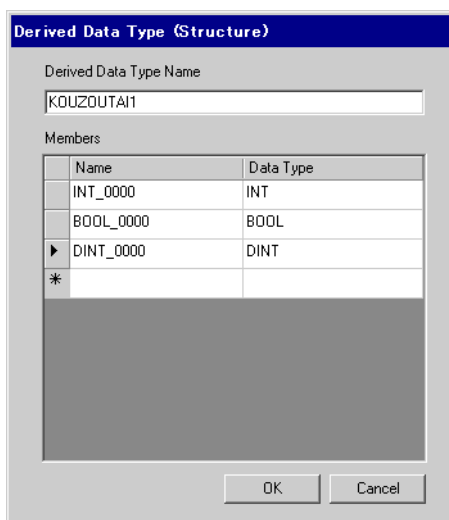 Derived Data Type (Structure)
Derived Data Type Name
KOUZOUTAI1
Members
Name Data Type
INT_0000 INT
BOOL_0000 BOOL
DINT_0000 DINT
*
OK Cancel